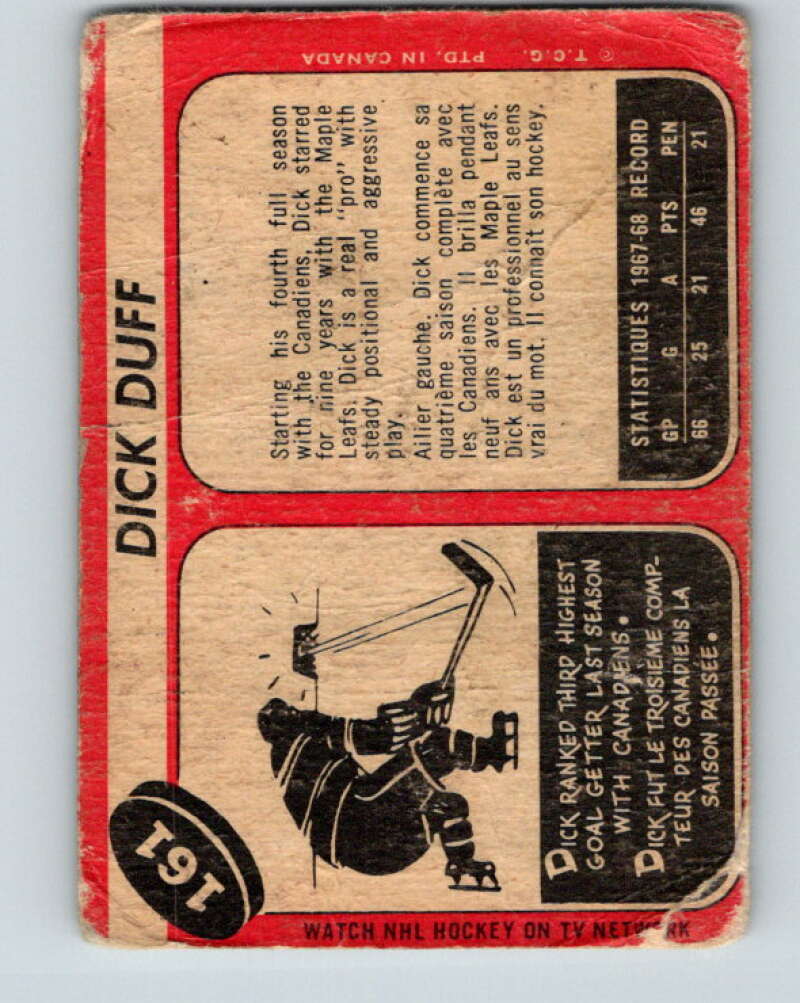 161
DICK DUFF
WATCH NHL HOCKEY ON TV NETWORK
DICK RANKED THIRD HIGHEST
GOAL GETTER LAST SEASON
WITH CANADIENS.
DICK FUT LE TROISIEME COMP-
TEUR DES CANADIENS LA
SAISON PASSÉE.
Starting his fourth full season
with the Canadiens, Dick starred
for nine years with the Maple
Leafs. Dick is a real "pro" with
steady positional and aggressive
play.
Ailier gauche. Dick commence sa
quatrième saison complète avec
les Canadiens. Il brilla pendant
neuf ans avec les Maple Leafs.
Dick est un professionnel au sens
vrai du mot. Il connaît son hockey.
STATISTIQUES 1967-68 RECORD
GP G A PTS PEN
66 25 21 46 21
© T.C.G. PTD. IN CANADA